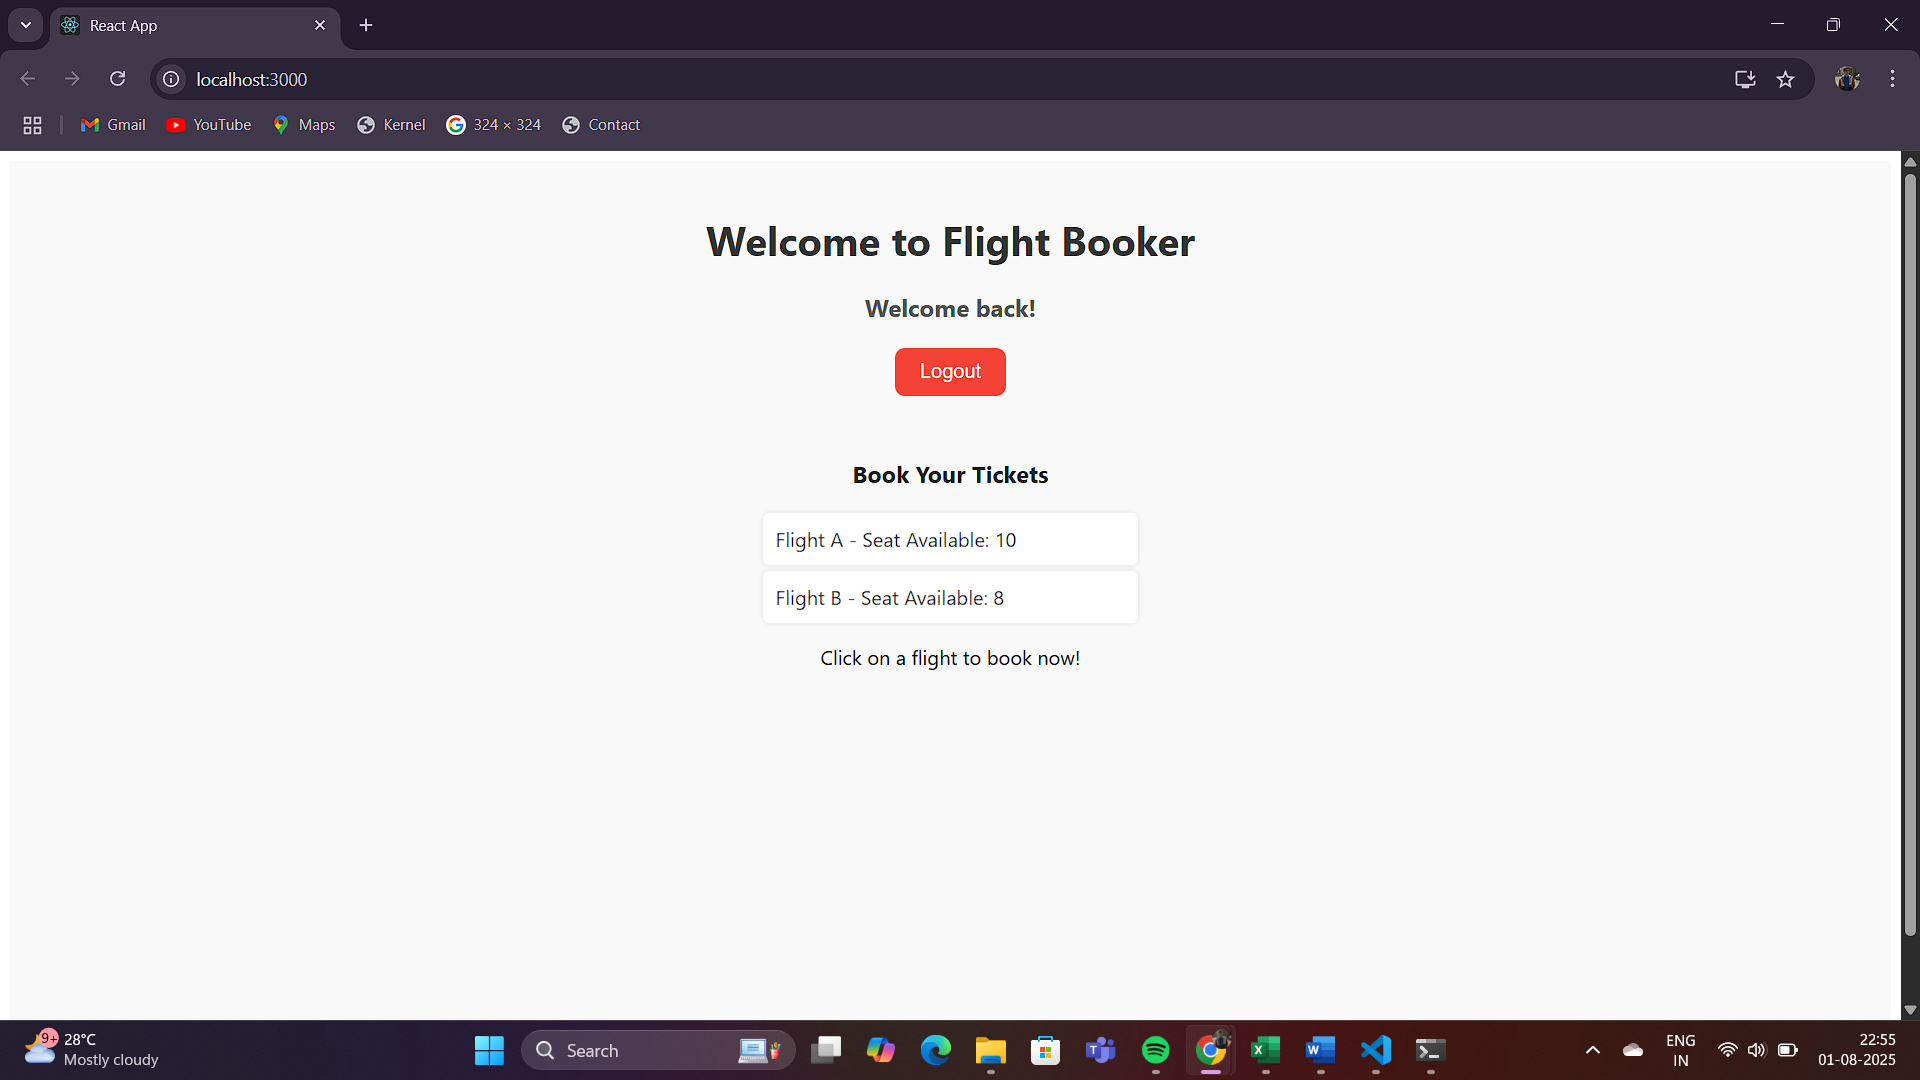 React App
localhost:3000
Gmail
YouTube
Maps
Kernel
324 × 324
Contact
Welcome to Flight Booker
Welcome back!
Logout
Book Your Tickets
Flight A - Seat Available: 10
Flight B - Seat Available: 8
Click on a flight to book now!
9+
28°C
Mostly cloudy
Search
ENG
IN
22:55
01-08-2025